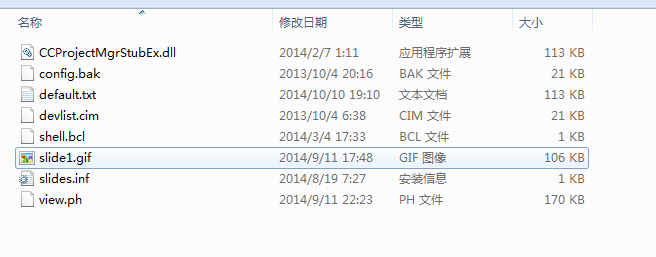 名称 修改日期 类型 大小
CCProjectMgrStubEx.dll 2014/2/7 1:11 应用程序扩展 113 KB
config.bak 2013/10/4 20:16 BAK 文件 21 KB
default.txt 2014/10/10 19:10 文本文档 113 KB
devlist.cim 2013/10/4 6:38 CIM 文件 21 KB
shell.bcl 2014/3/4 17:33 BCL 文件 1 KB
slide1.gif 2014/9/11 17:48 GIF 图像 106 KB
slides.inf 2014/8/19 7:27 安装信息 1 KB
view.ph 2014/9/11 22:23 PH 文件 170 KB